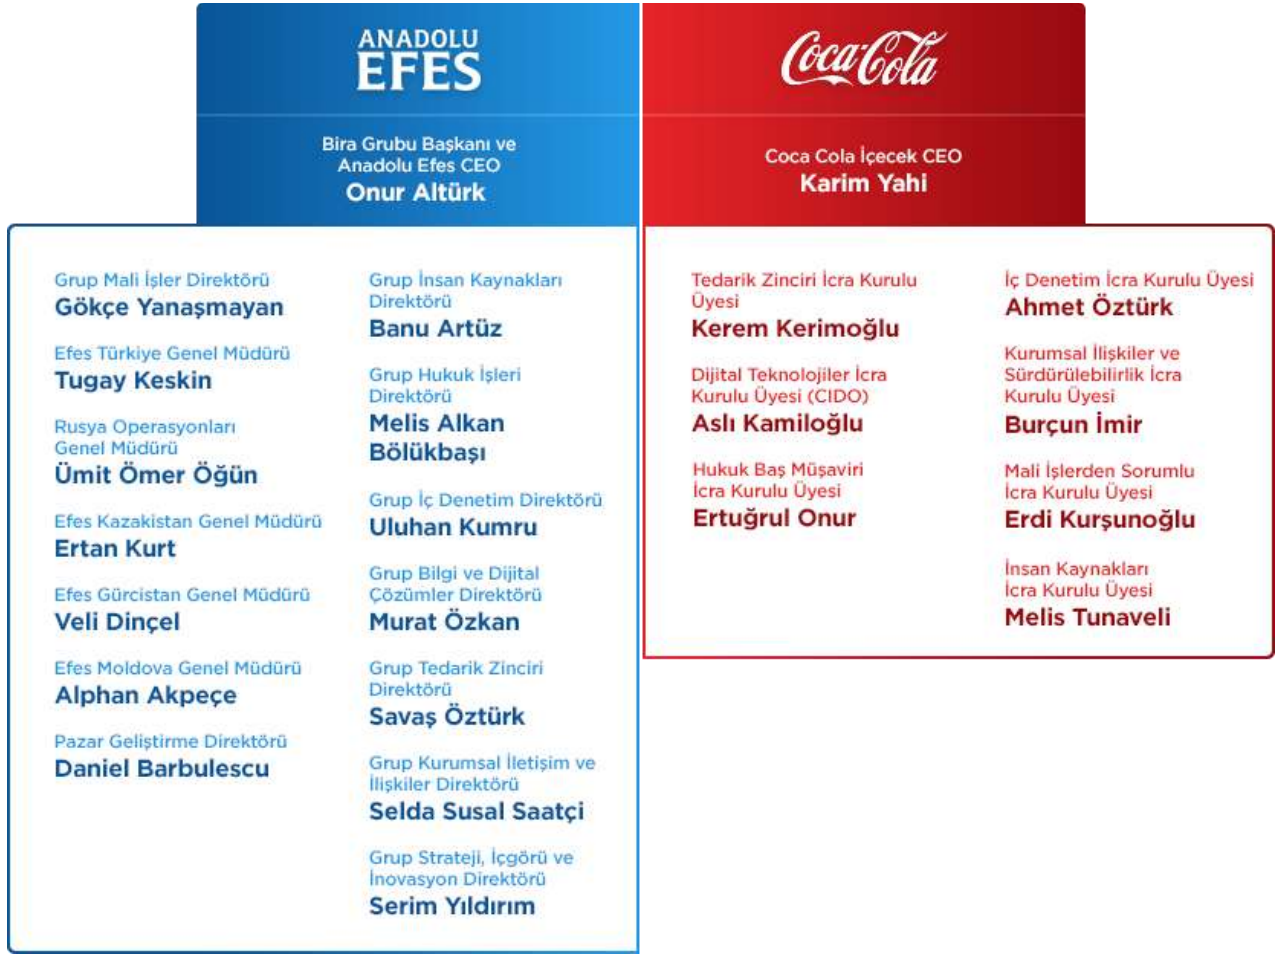 ANADOLU
EFES
Bira Grubu Başkanı ve
Anadolu Efes CEO
Onur Altürk
Grup Mali İşler Direktörü
Gökçe Yanaşmayan
Efes Türkiye Genel Müdürü
Tugay Keskin
Rusya Operasyonları
Genel Müdürü
Ümit Ömer Öğün
Efes Kazakistan Genel Müdürü
Ertan Kurt
Efes Gürcistan Genel Müdürü
Veli Dinçel
Efes Moldova Genel Müdürü
Alphan Akpeçe
Pazar Geliştirme Direktörü
Daniel Barbulescu
Grup İnsan Kaynakları
Direktörü
Banu Artüz
Grup Hukuk İşleri
Direktörü
Melis Alkan
Bölükbaşı
Grup İç Denetim Direktörü
Uluhan Kumru
Grup Bilgi ve Dijital
Çözümler Direktörü
Murat Özkan
Grup Tedarik Zinciri
Direktörü
Savaş Öztürk
Grup Kurumsal İletişim ve
İlişkiler Direktörü
Selda Susal Saatçi
Grup Strateji, İçgörü ve
İnovasyon Direktörü
Serim Yıldırım
Coca-Cola
Coca Cola İçecek CEO
Karim Yahi
Tedarik Zinciri İcra Kurulu
Üyesi
Kerem Kerimoğlu
Dijital Teknolojiler İcra
Kurulu Üyesi (CIDO)
Aslı Kamiloğlu
Hukuk Baş Müşaviri
İcra Kurulu Üyesi
Ertuğrul Onur
İç Denetim İcra Kurulu Üyesi
Ahmet Öztürk
Kurumsal İlişkiler ve
Sürdürülebilirlik İcra
Kurulu Üyesi
Burçun İmir
Mali İşlerden Sorumlu
İcra Kurulu Üyesi
Erdi Kurşunoğlu
İnsan Kaynakları
İcra Kurulu Üyesi
Melis Tunaveli